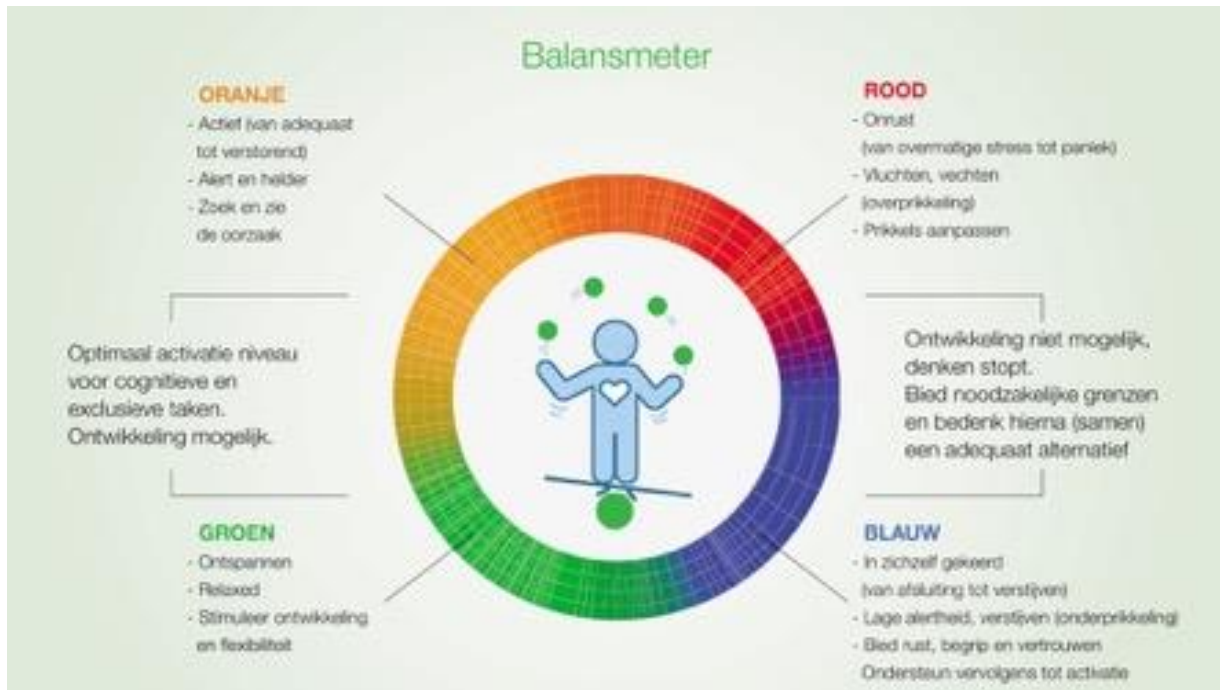 Balansmeter
ORANJE
- Actief (van adequaat
tot verstorend)
- Alert en helder
- Zoek en zie
de oorzaak
ROOD
- Onrust
(van overmatige stress tot paniek)
- Vluchten, vechten
(overprikkeling)
- Prikkels aanpassen
Optimaal activatie niveau
voor cognitieve en
exclusieve taken.
Ontwikkeling mogelijk.
Ontwikkeling niet mogelijk,
denken stopt.
Bied noodzakelijke grenzen
en bedenk hierna (samen)
een adequaat alternatief
GROEN
- Ontspannen
- Relaxed
- Stimuleer ontwikkeling
en flexibiliteit
BLAUW
- In zichzelf gekeerd
(van afsluiting tot verstijven)
- Lage alertheid, verstijven (onderprikkeling)
- Bied rust, begrip en vertrouwen
Ondersteun vervolgens tot activatie